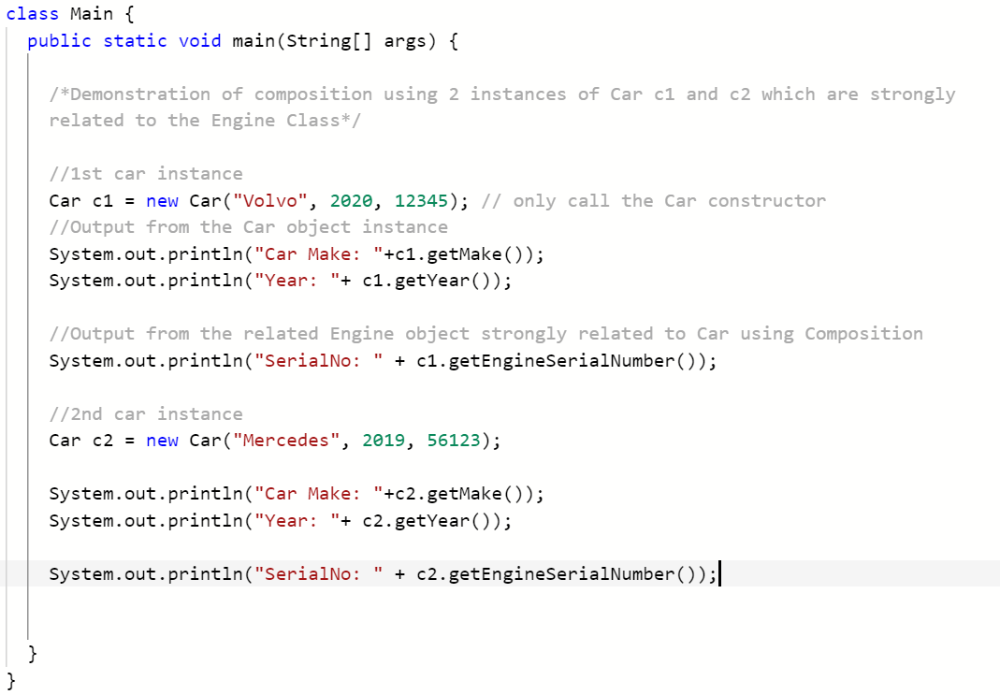 class Main {
public static void main(String[] args) {
/*Demonstration of composition using 2 instances of Car c1 and c2 which are strongly
related to the Engine Class*/
//1st car instance
Car c1 = new Car("Volvo", 2020, 12345); // only call the Car constructor
//Output from the Car object instance
System.out.println("Car Make: "+c1.getMake());
System.out.println("Year: "+ c1.getYear());
//Output from the related Engine object strongly related to Car using Composition
System.out.println("SerialNo: " + c1.getEngineSerialNumber());
//2nd car instance
Car c2 = new Car("Mercedes", 2019, 56123);
System.out.println("Car Make: "+c2.getMake());
System.out.println("Year: "+ c2.getYear());
System.out.println("SerialNo: " + c2.getEngineSerialNumber());
}
}